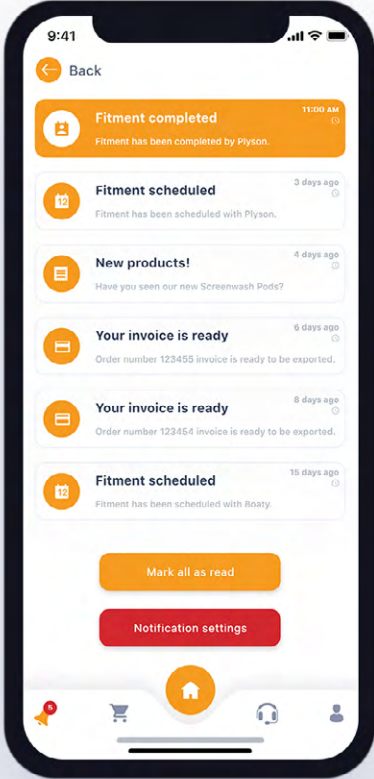 9:41
Back
Fitment completed
11:00 AM
Fitment has been completed by Plyson.
Fitment scheduled
3 days ago
12
Fitment has been scheduled with Plyson.
New products!
4 days ago
Have you seen our new Screenwash Pods?
Your invoice is ready
6 days ago
Order number 123455 invoice is ready to be exported.
Your invoice is ready
8 days ago
Order number 123454 invoice is ready to be exported.
Fitment scheduled
15 days ago
12
Fitment has been scheduled with Boaty.
Mark all as read
Notification settings
5